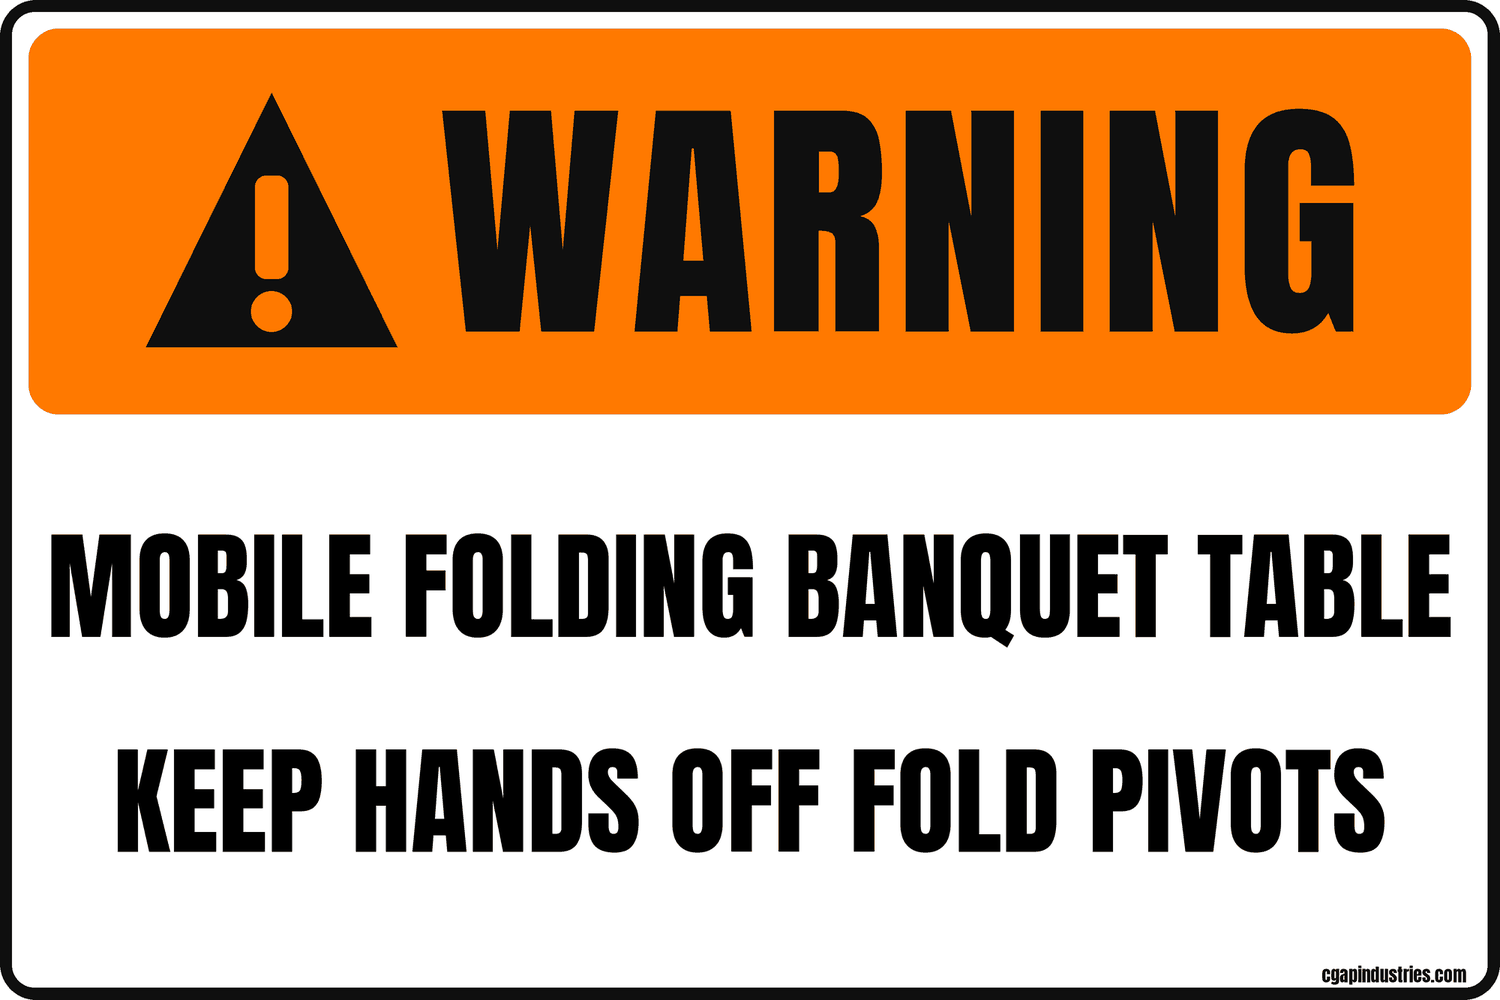 WARNING
MOBILE FOLDING BANQUET TABLE
KEEP HANDS OFF FOLD PIVOTS
cgapindustries.com